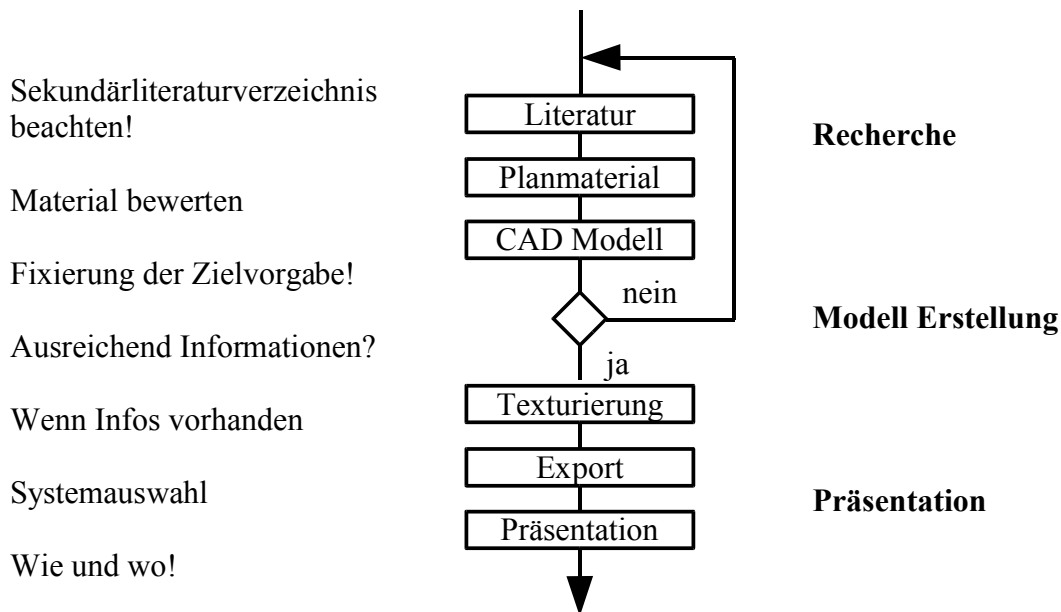 Sekundärliteraturverzeichnis
beachten!
Material bewerten
Fixierung der Zielvorgabe!
Ausreichend Informationen?
Wenn Infos vorhanden
Systemauswahl
Wie und wo!
Literatur
Planmaterial
CAD Modell
nein
ja
Texturierung
Export
Präsentation
Recherche
Modell Erstellung
Präsentation